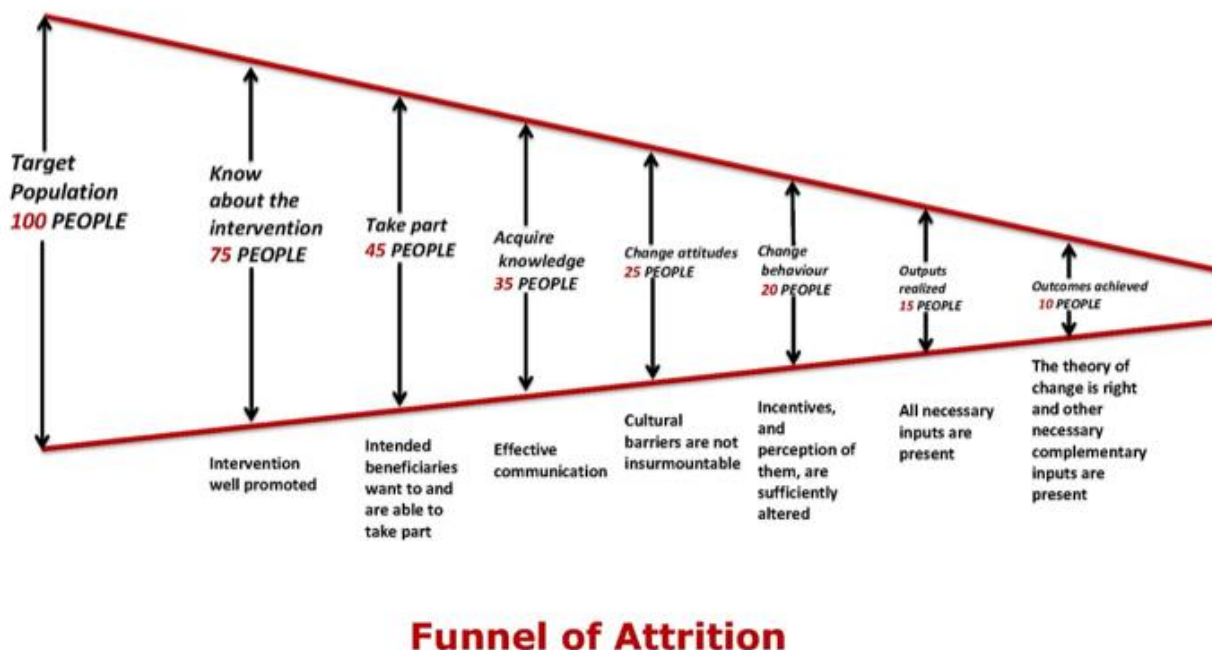 Target
Population
100 PEOPLE
Know
about the
intervention
75 PEOPLE
Take part
45 PEOPLE
Acquire
knowledge
35 PEOPLE
Change attitudes
25 PEOPLE
Change
behaviour
20 PEOPLE
Outputs
realized
15 PEOPLE
Outcomes achieved
10 PEOPLE
Intervention
well promoted
Intended
beneficiaries
want to and
are able to
take part
Effective
communication
Cultural
barriers are not
insurmountable
Incentives,
and
perception of
them, are
sufficiently
altered
All necessary
inputs are
present
The theory of
change is right
and other
necessary
complementary
inputs are
present
Funnel of Attrition